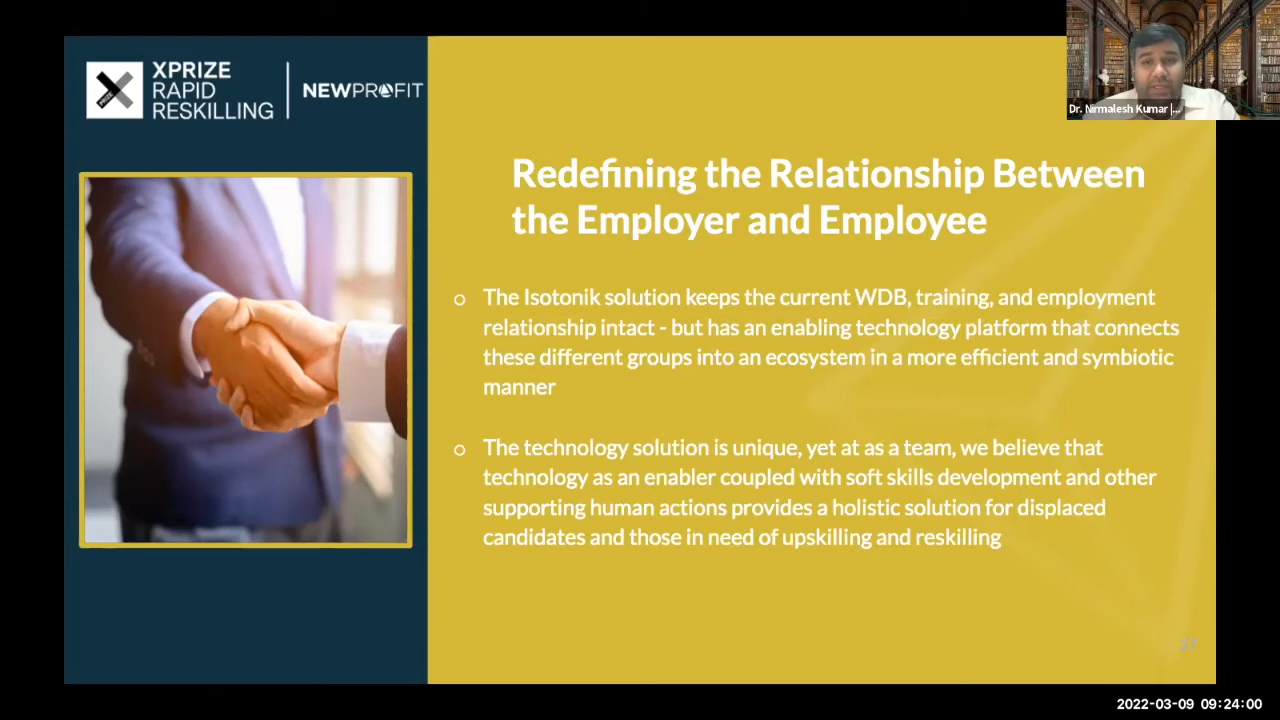 XPRIZE
RAPID
RESKILLING
NEWPROFIT
Dr. Nirmalesh Kumar |...
Redefining the Relationship Between
the Employer and Employee
The Isotonik solution keeps the current WDB, training, and employment
relationship intact - but has an enabling technology platform that connects
these different groups into an ecosystem in a more efficient and symbiotic
manner
The technology solution is unique, yet at as a team, we believe that
technology as an enabler coupled with soft skills development and other
supporting human actions provides a holistic solution for displaced
candidates and those in need of upskilling and reskilling
27
2022-03-09 09:24:00